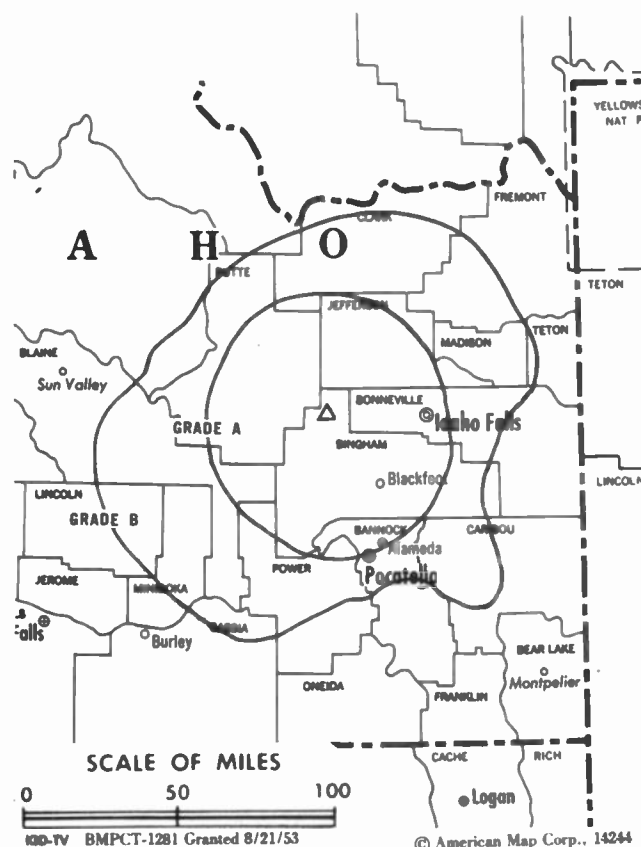 YELLOWS
NAT P
FREMONT
CLARK
A H O
BUTTE
TETON
JEFFERSON
TETON
MADISON
BLAINE
Sun Valley
BONNEVILLE
GRADE A
Idaho Falls
BINGHAM
Blackfoot
LINCOLN
LINCOLN
GRADE B
BANNOCK
CARIBOU
Alameda
POWER
Pocatello
JEROME
MINIDOKA
Falls
CASSIA
Burley
BEAR LAKE
ONEIDA
Montpelier
FRANKLIN
CACHE
RICH
SCALE OF MILES
0 50 100
Logan
KID-TV BMPCT-1281 Granted 8/21/53
© American Map Corp., 14244